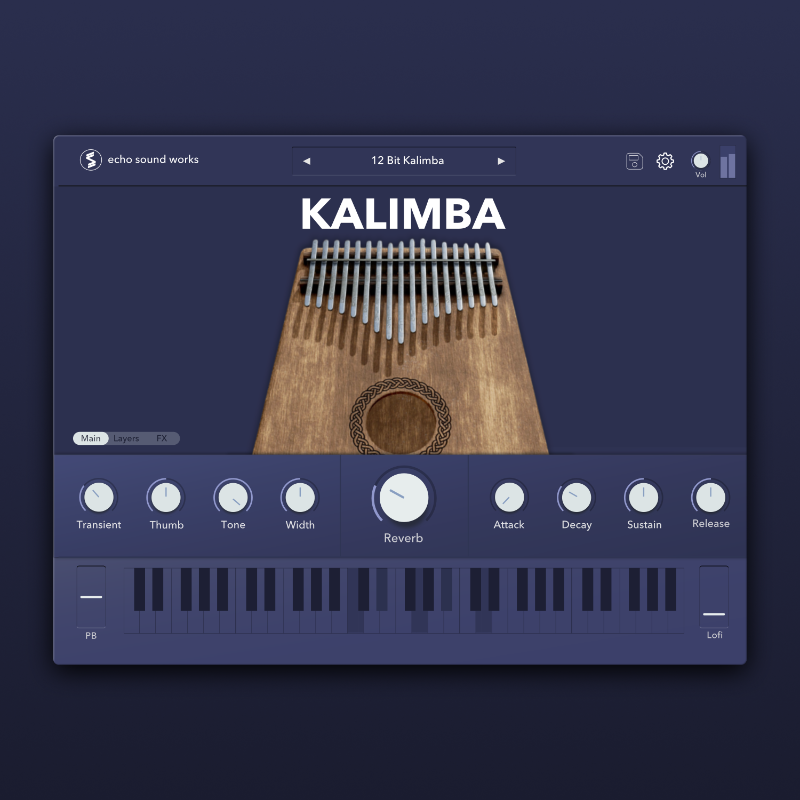 echo sound works
12 Bit Kalimba
Vol
KALIMBA
Main Layers FX
Transient Thumb Tone Width Reverb Attack Decay Sustain Release
PB
Lofi